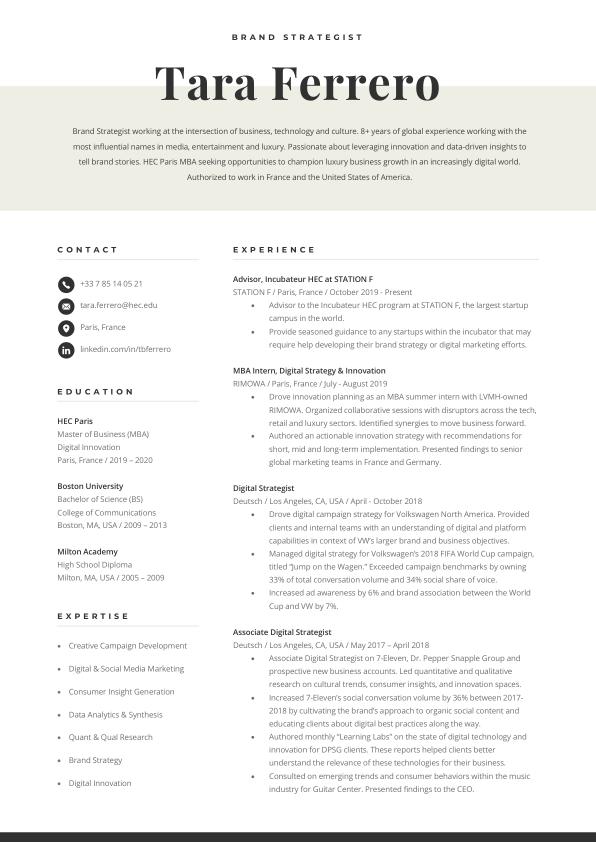 BRAND STRATEGIST
Tara Ferrero
Brand Strategist working at the intersection of business, technology and culture. 8+ years of global experience working with the
most influential names in media, entertainment and luxury. Passionate about leveraging innovation and data-driven insights to
tell brand stories. HEC Paris MBA seeking opportunities to champion luxury business growth in an increasingly digital world.
Authorized to work in France and the United States of America.
CONTACT
+33 7 85 14 05 21
tara.ferrero@hec.edu
Paris, France
linkedin.com/in/tbferrero
EDUCATION
HEC Paris
Master of Business (MBA)
Digital Innovation
Paris, France / 2019 – 2020
Boston University
Bachelor of Science (BS)
College of Communications
Boston, MA, USA / 2009 – 2013
Milton Academy
High School Diploma
Milton, MA, USA / 2005 – 2009
EXPERTISE
• Creative Campaign Development
• Digital & Social Media Marketing
• Consumer Insight Generation
• Data Analytics & Synthesis
• Quant & Qual Research
• Brand Strategy
• Digital Innovation
EXPERIENCE
Advisor, Incubateur HEC at STATION F
STATION F / Paris, France / October 2019 - Present
• Advisor to the Incubateur HEC program at STATION F, the largest startup
campus in the world.
• Provide seasoned guidance to any startups within the incubator that may
require help developing their brand strategy or digital marketing efforts.
MBA Intern, Digital Strategy & Innovation
RIMOWA / Paris, France / July - August 2019
• Drove innovation planning as an MBA summer intern with LVMH-owned
RIMOWA. Organized collaborative sessions with disruptors across the tech,
retail and luxury sectors. Identified synergies to move business forward.
• Authored an actionable innovation strategy with recommendations for
short, mid and long-term implementation. Presented findings to senior
global marketing teams in France and Germany.
Digital Strategist
Deutsch / Los Angeles, CA, USA / April - October 2018
• Drove digital campaign strategy for Volkswagen North America. Provided
clients and internal teams with an understanding of digital and platform
capabilities in context of VW's larger brand and business objectives.
• Managed digital strategy for Volkswagen's 2018 FIFA World Cup campaign,
titled "Jump on the Wagen." Exceeded campaign benchmarks by owning
33% of total conversation volume and 34% social share of voice.
• Increased ad awareness by 6% and brand association between the World
Cup and VW by 7%.
Associate Digital Strategist
Deutsch / Los Angeles, CA, USA / May 2017 – April 2018
• Associate Digital Strategist on 7-Eleven, Dr. Pepper Snapple Group and
prospective new business accounts. Led quantitative and qualitative
research on cultural trends, consumer insights, and innovation spaces.
• Increased 7-Eleven's social conversation volume by 36% between 2017-
2018 by cultivating the brand's approach to organic social content and
educating clients about digital best practices along the way.
• Authored monthly "Learning Labs" on the state of digital technology and
innovation for DPSG clients. These reports helped clients better
understand the relevance of these technologies for their business.
• Consulted on emerging trends and consumer behaviors within the music
industry for Guitar Center. Presented findings to the CEO.